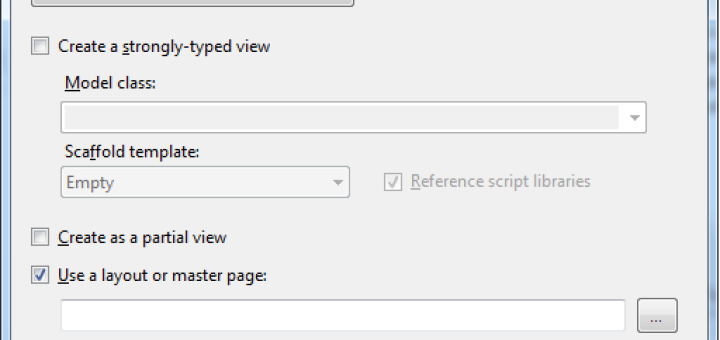 Create a strongly-typed view
Model class:
Scaffold template:
Empty
Reference script libraries
Create as a partial view
Use a layout or master page:
...